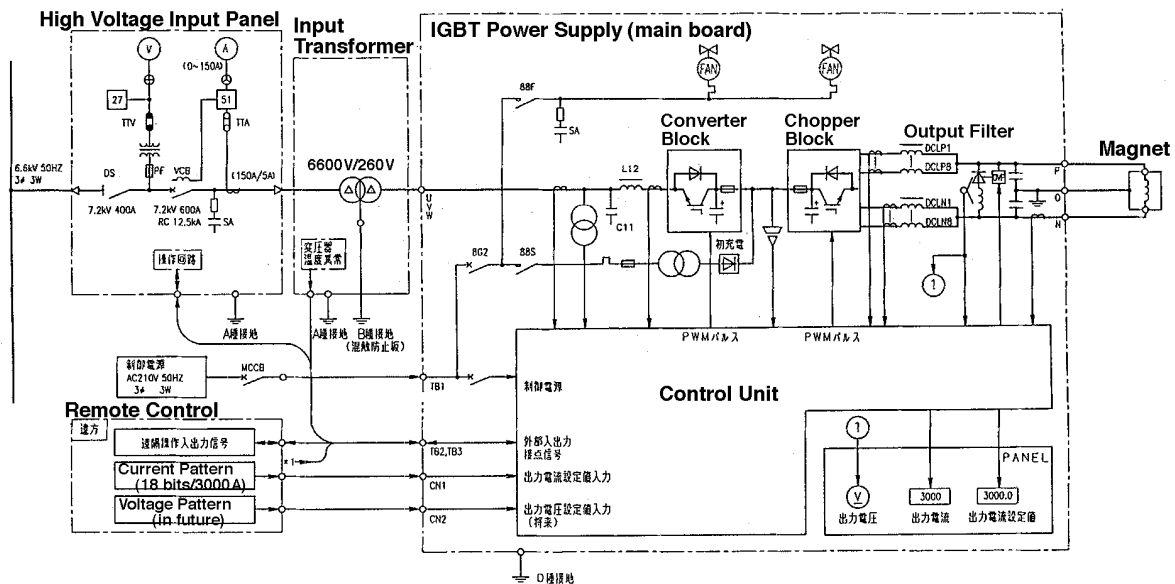 High Voltage Input Panel
Input
Transformer
IGBT Power Supply (main board)
V
A
(0~150A)
27
51
TTV
TTA
PF
VCB
DS
(150A/5A)
6.6kV 50HZ
3φ 3W
7.2kV 400A
7.2kV 600A
RC 12.5kA
SA
操作回路
A種接地
6600V/260V
変圧器
温度異常
A種接地
B種接地
(混触防止板)
UVW
88F
SA
FAN
FAN
Converter
Block
Chopper
Block
Output Filter
Magnet
L12
C11
DCLP1
DCLP8
DCLN1
DCLN8
P
O
N
8G2
88S
初充電
1
PWMパルス
PWMパルス
制御電源
AC210V 50HZ
3φ 3W
MCCB
TB1
制御電源
Control Unit
Remote Control
遠方
遠隔操作入出力信号
*1
TB2,TB3
外部入出力
接点信号
Current Pattern
(18 bits/3000A)
CN1
出力電流設定値入力
Voltage Pattern
(in future)
CN2
出力電圧設定値入力
(将来)
1
PANEL
V
3000
3000.0
出力電圧
出力電流
出力電流設定値
D種接地